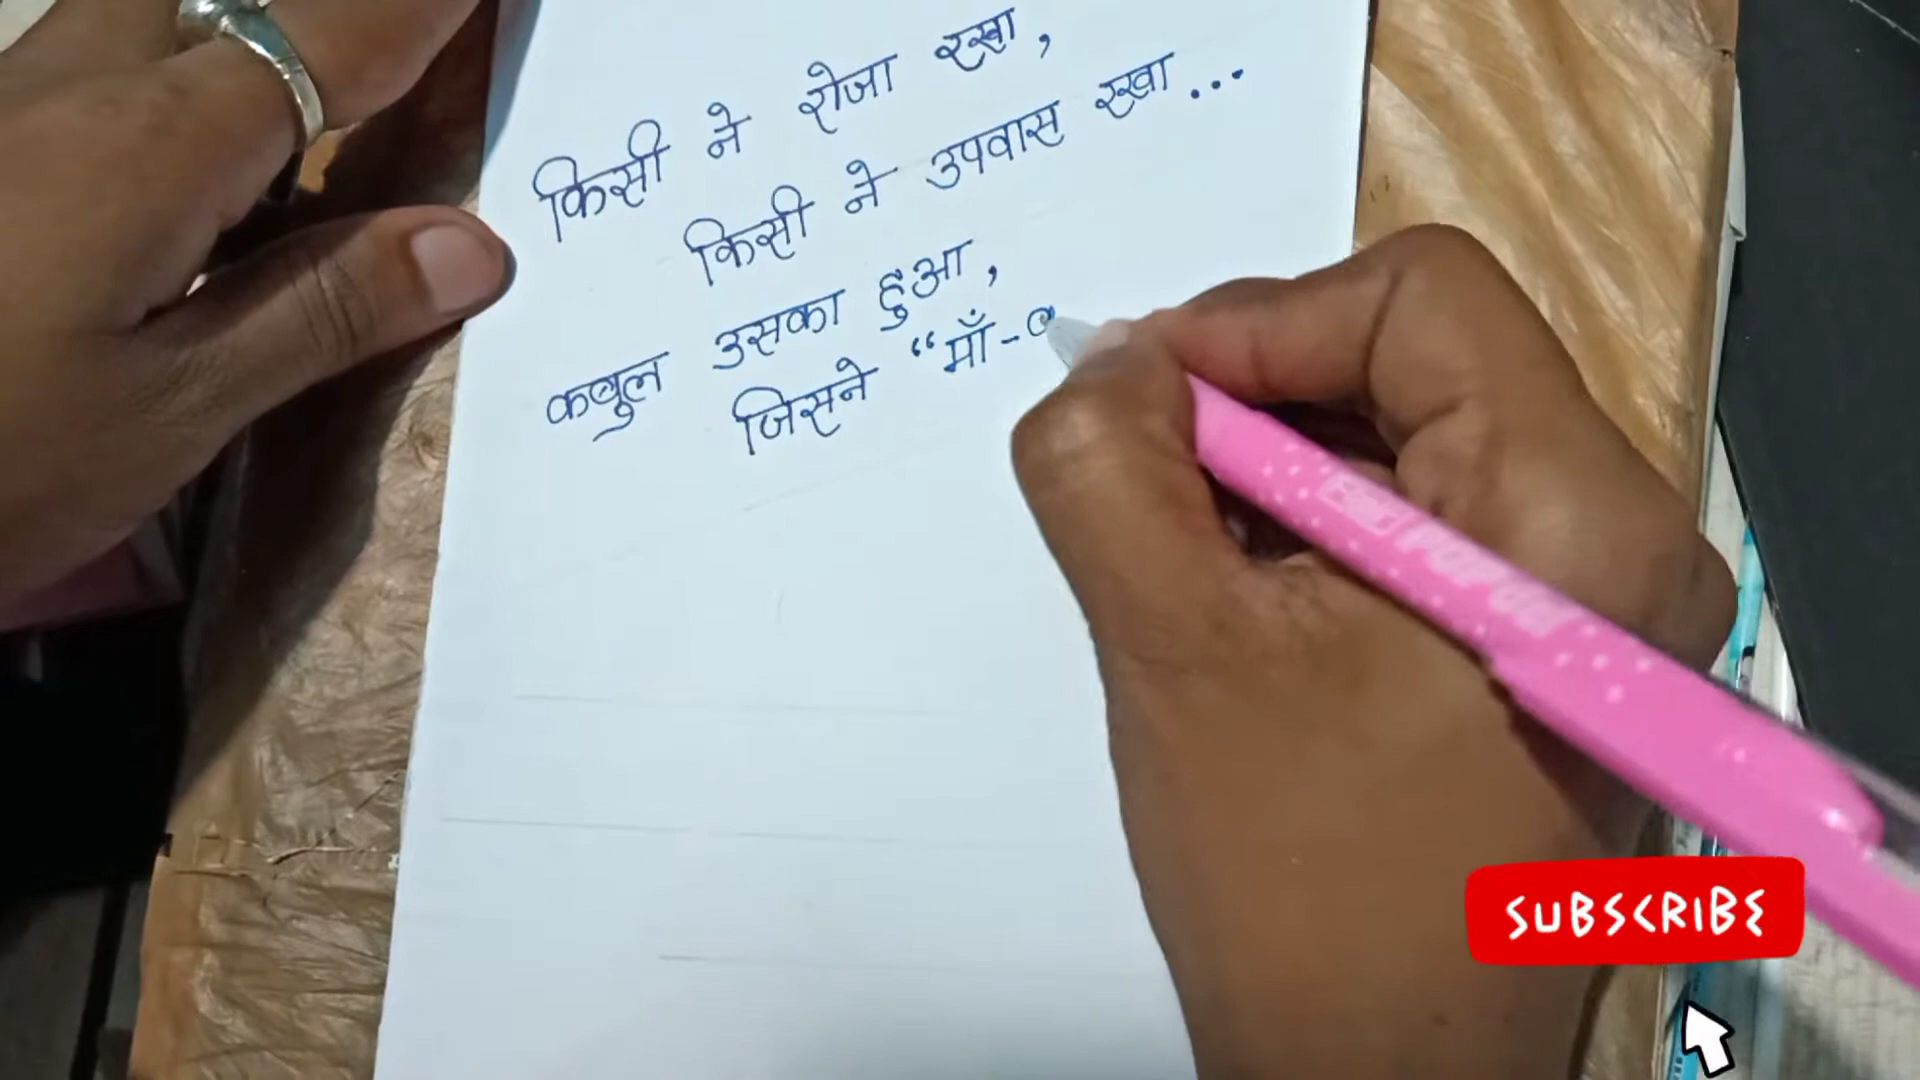 किसी ने रोजा रखा,
किसी ने उपवास रखा...
कबुल उसका हुआ,
जिसने “माँ-
SUBSCRIBE